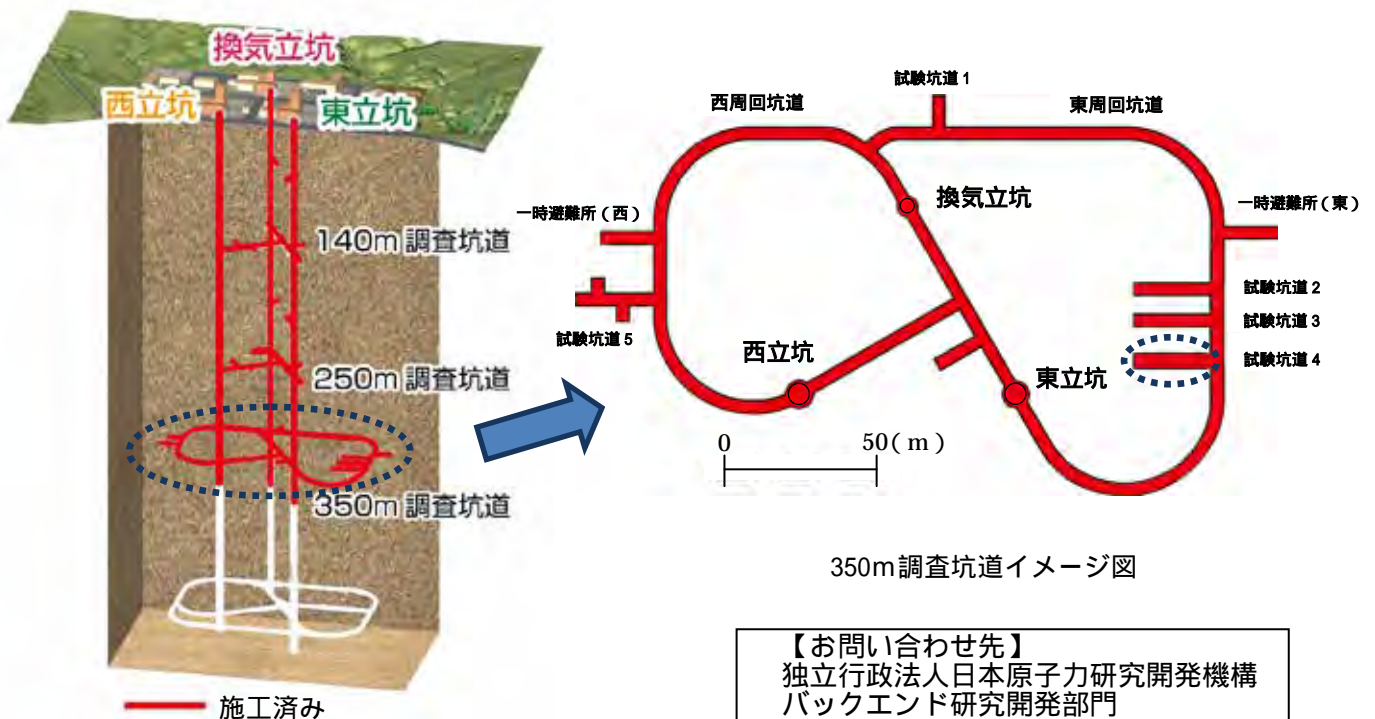 換気立坑
西立坑
東立坑
140m 調査坑道
250m 調査坑道
350m 調査坑道
施工済み
試験坑道 1
西周回坑道
東周回坑道
換気立坑
一時避難所(西)
一時避難所(東)
試験坑道 2
試験坑道 3
試験坑道 4
試験坑道 5
西立坑
東立坑
0 50(m)
350m調査坑道イメージ図
【お問い合わせ先】
独立行政法人日本原子力研究開発機構
バックエンド研究開発部門